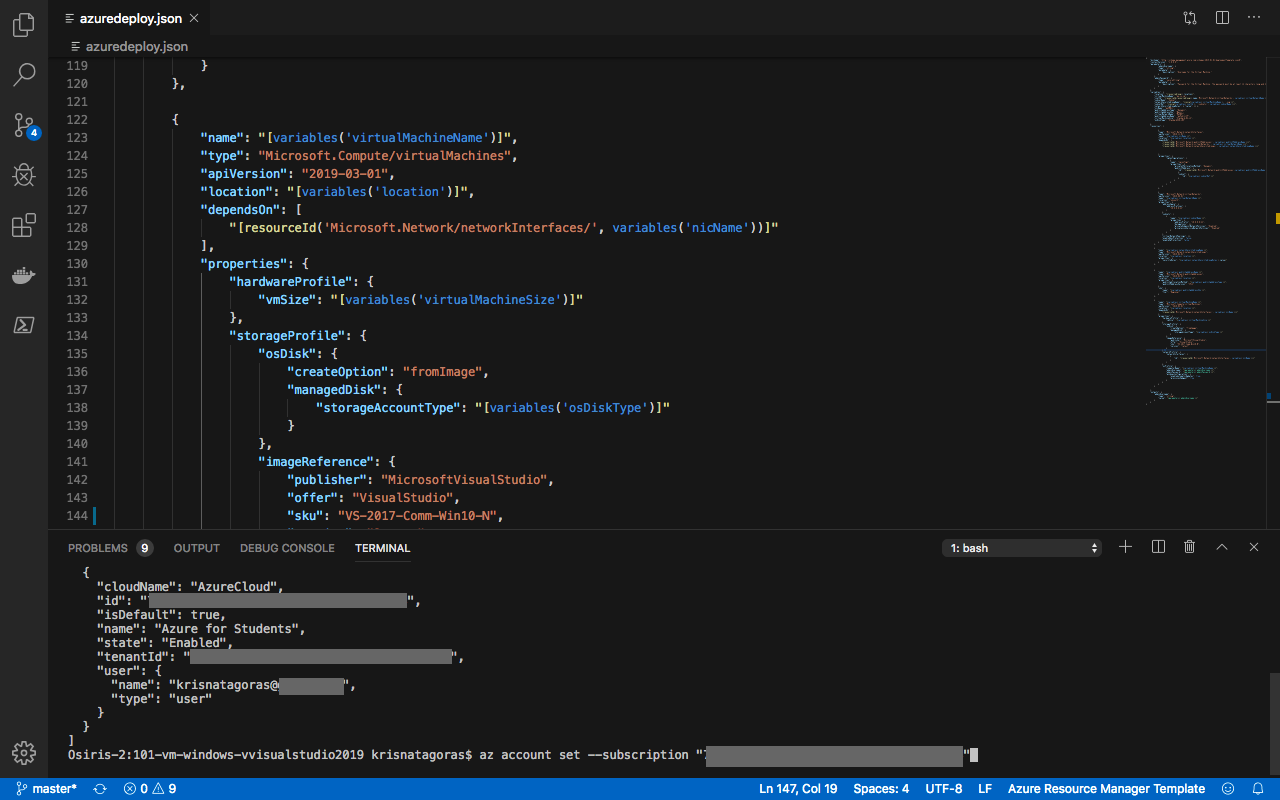 azuredeploy.json
azuredeploy.json
4
119 }
120 },
121
122 {
123 "name": "[variables('virtualMachineName')]",
124 "type": "Microsoft.Compute/virtualMachines",
125 "apiVersion": "2019-03-01",
126 "location": "[variables('location')]",
127 "dependsOn": [
128 "[resourceId('Microsoft.Network/networkInterfaces/', variables('nicName'))]"
129 ],
130 "properties": {
131 "hardwareProfile": {
132 "vmSize": "[variables('virtualMachineSize')]"
133 },
134 "storageProfile": {
135 "osDisk": {
136 "createOption": "fromImage",
137 "managedDisk": {
138 "storageAccountType": "[variables('osDiskType')]"
139 }
140 },
141 "imageReference": {
142 "publisher": "MicrosoftVisualStudio",
143 "offer": "VisualStudio",
144 "sku": "VS-2017-Comm-Win10-N",
PROBLEMS 9 OUTPUT DEBUG CONSOLE TERMINAL 1: bash
{
"cloudName": "AzureCloud",
"id": "",
"isDefault": true,
"name": "Azure for Students",
"state": "Enabled",
"tenantId": "",
"user": {
"name": "krisnatagoras@",
"type": "user"
}
}
]
Osiris-2:101-vm-windows-vvisualstudio2019 krisnatagoras$ az account set --subscription ""
master* 0 9 Ln 147, Col 19 Spaces: 4 UTF-8 LF Azure Resource Manager Template